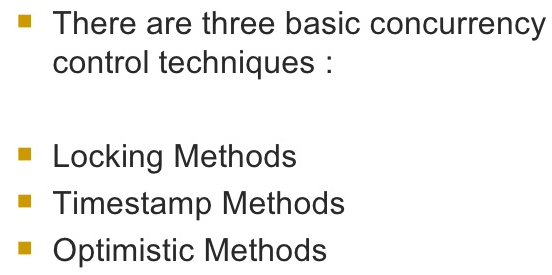 There are three basic concurrency
control techniques :
Locking Methods
Timestamp Methods
Optimistic Methods